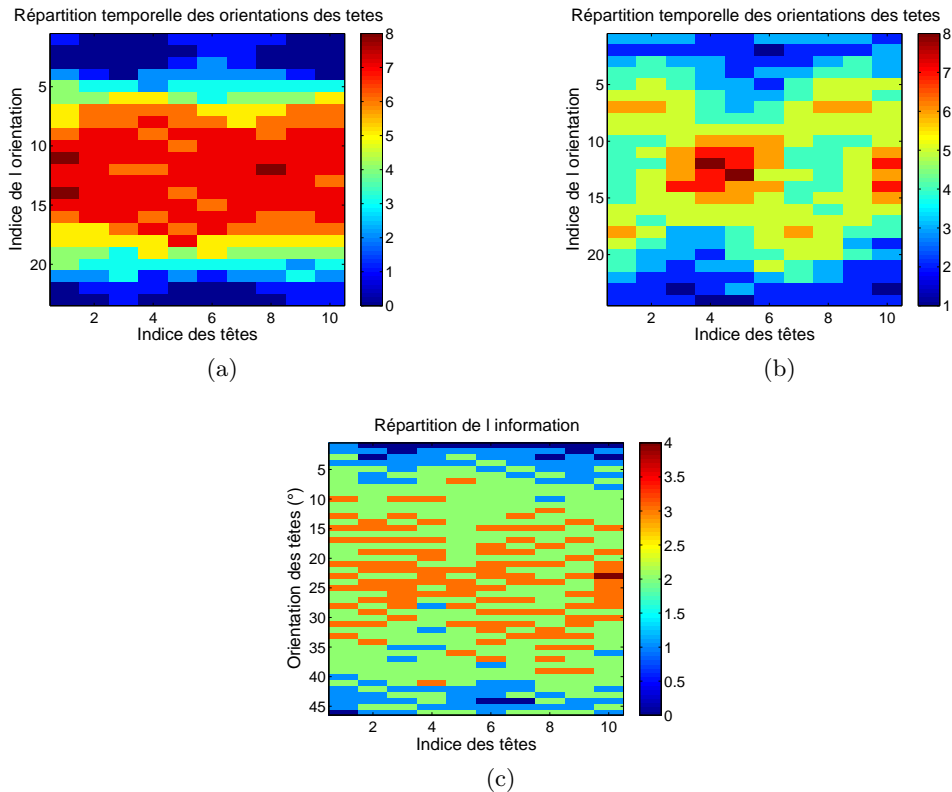 Répartition temporelle des orientations des tetes
Indice de l orientation
5
10
15
20
2 4 6 8 10
Indice des têtes
8
7
6
5
4
3
2
1
0
(a)
Répartition temporelle des orientations des tetes
Indice de l orientation
5
10
15
20
2 4 6 8 10
Indice des têtes
8
7
6
5
4
3
2
1
(b)
Répartition de l information
Orientation des têtes (°)
5
10
15
20
25
30
35
40
45
2 4 6 8 10
Indice des têtes
4
3.5
3
2.5
2
1.5
1
0.5
0
(c)